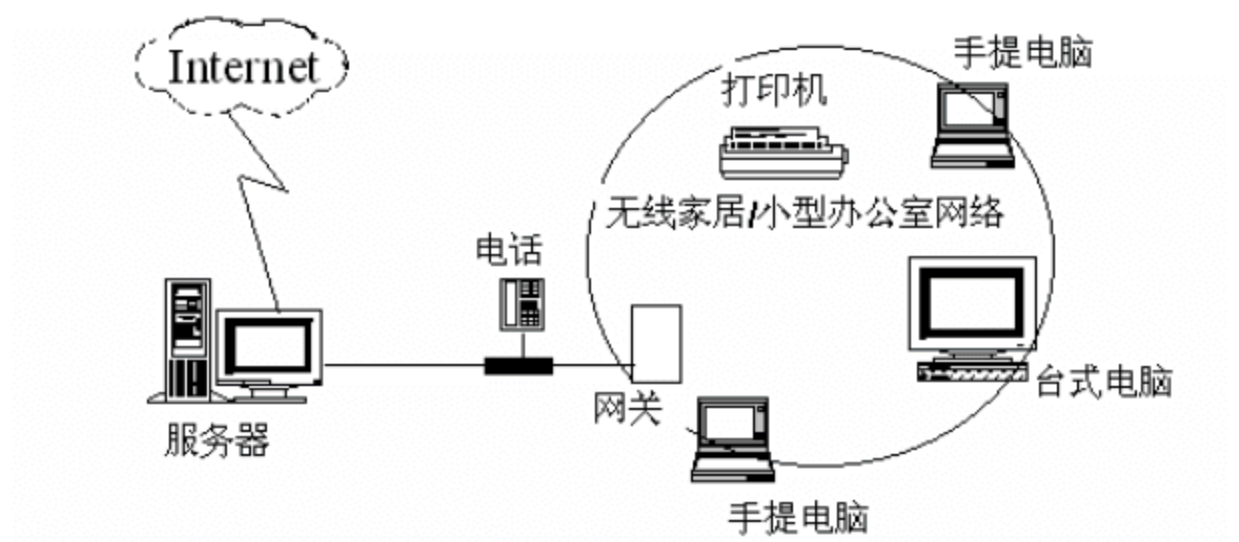 Internet
手提电脑
打印机
无线家居/小型办公室网络
电话
网关
台式电脑
服务器
手提电脑